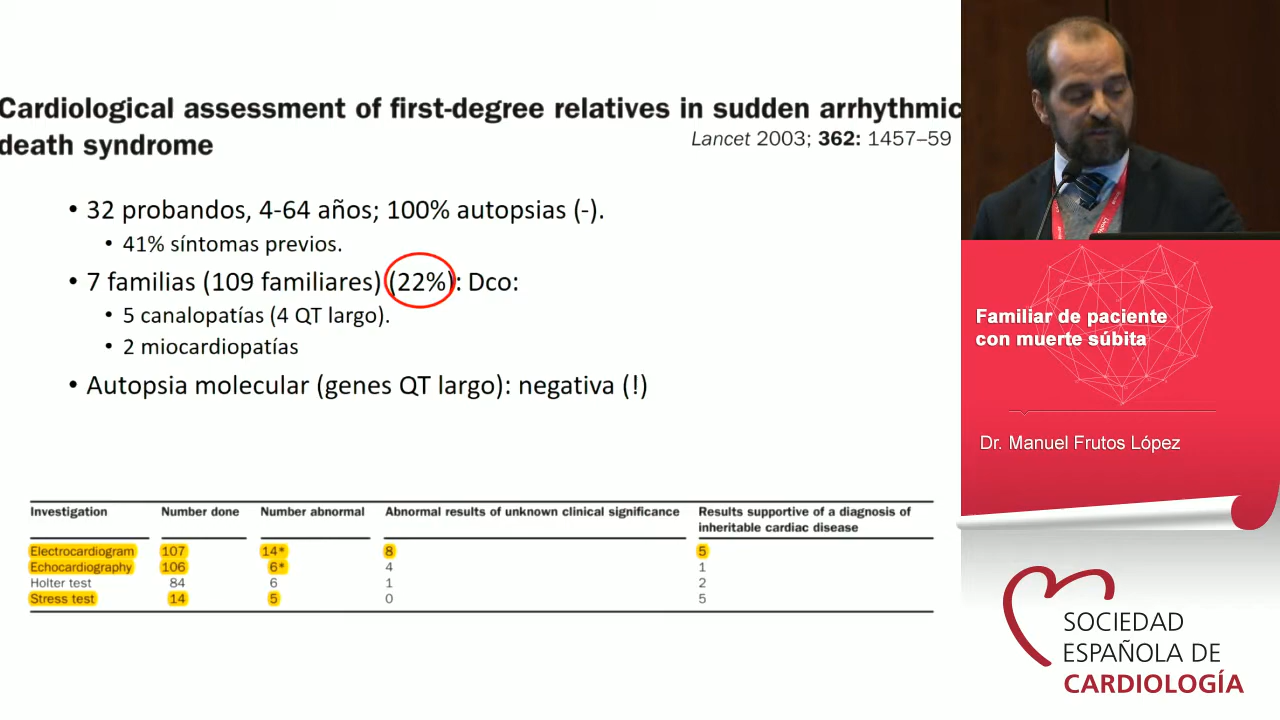 Cardiological assessment of first-degree relatives in sudden arrhythmic
death syndrome
Lancet 2003; 362: 1457–59
• 32 probandos, 4-64 años; 100% autopsias (-).
• 41% síntomas previos.
• 7 familias (109 familiares) (22%): Dco:
• 5 canalopatías (4 QT largo).
• 2 miocardiopatías
• Autopsia molecular (genes QT largo): negativa (!)
Investigation Number done Number abnormal Abnormal results of unknown clinical significance Results supportive of a diagnosis of
inheritable cardiac disease
Electrocardiogram 107 14* 8 5
Echocardiography 106 6* 4 1
Holter test 84 6 1 2
Stress test 14 5 0 5
Familiar de paciente
con muerte súbita
Dr. Manuel Frutos López
SOCIEDAD
ESPAÑOLA DE
CARDIOLOGÍA